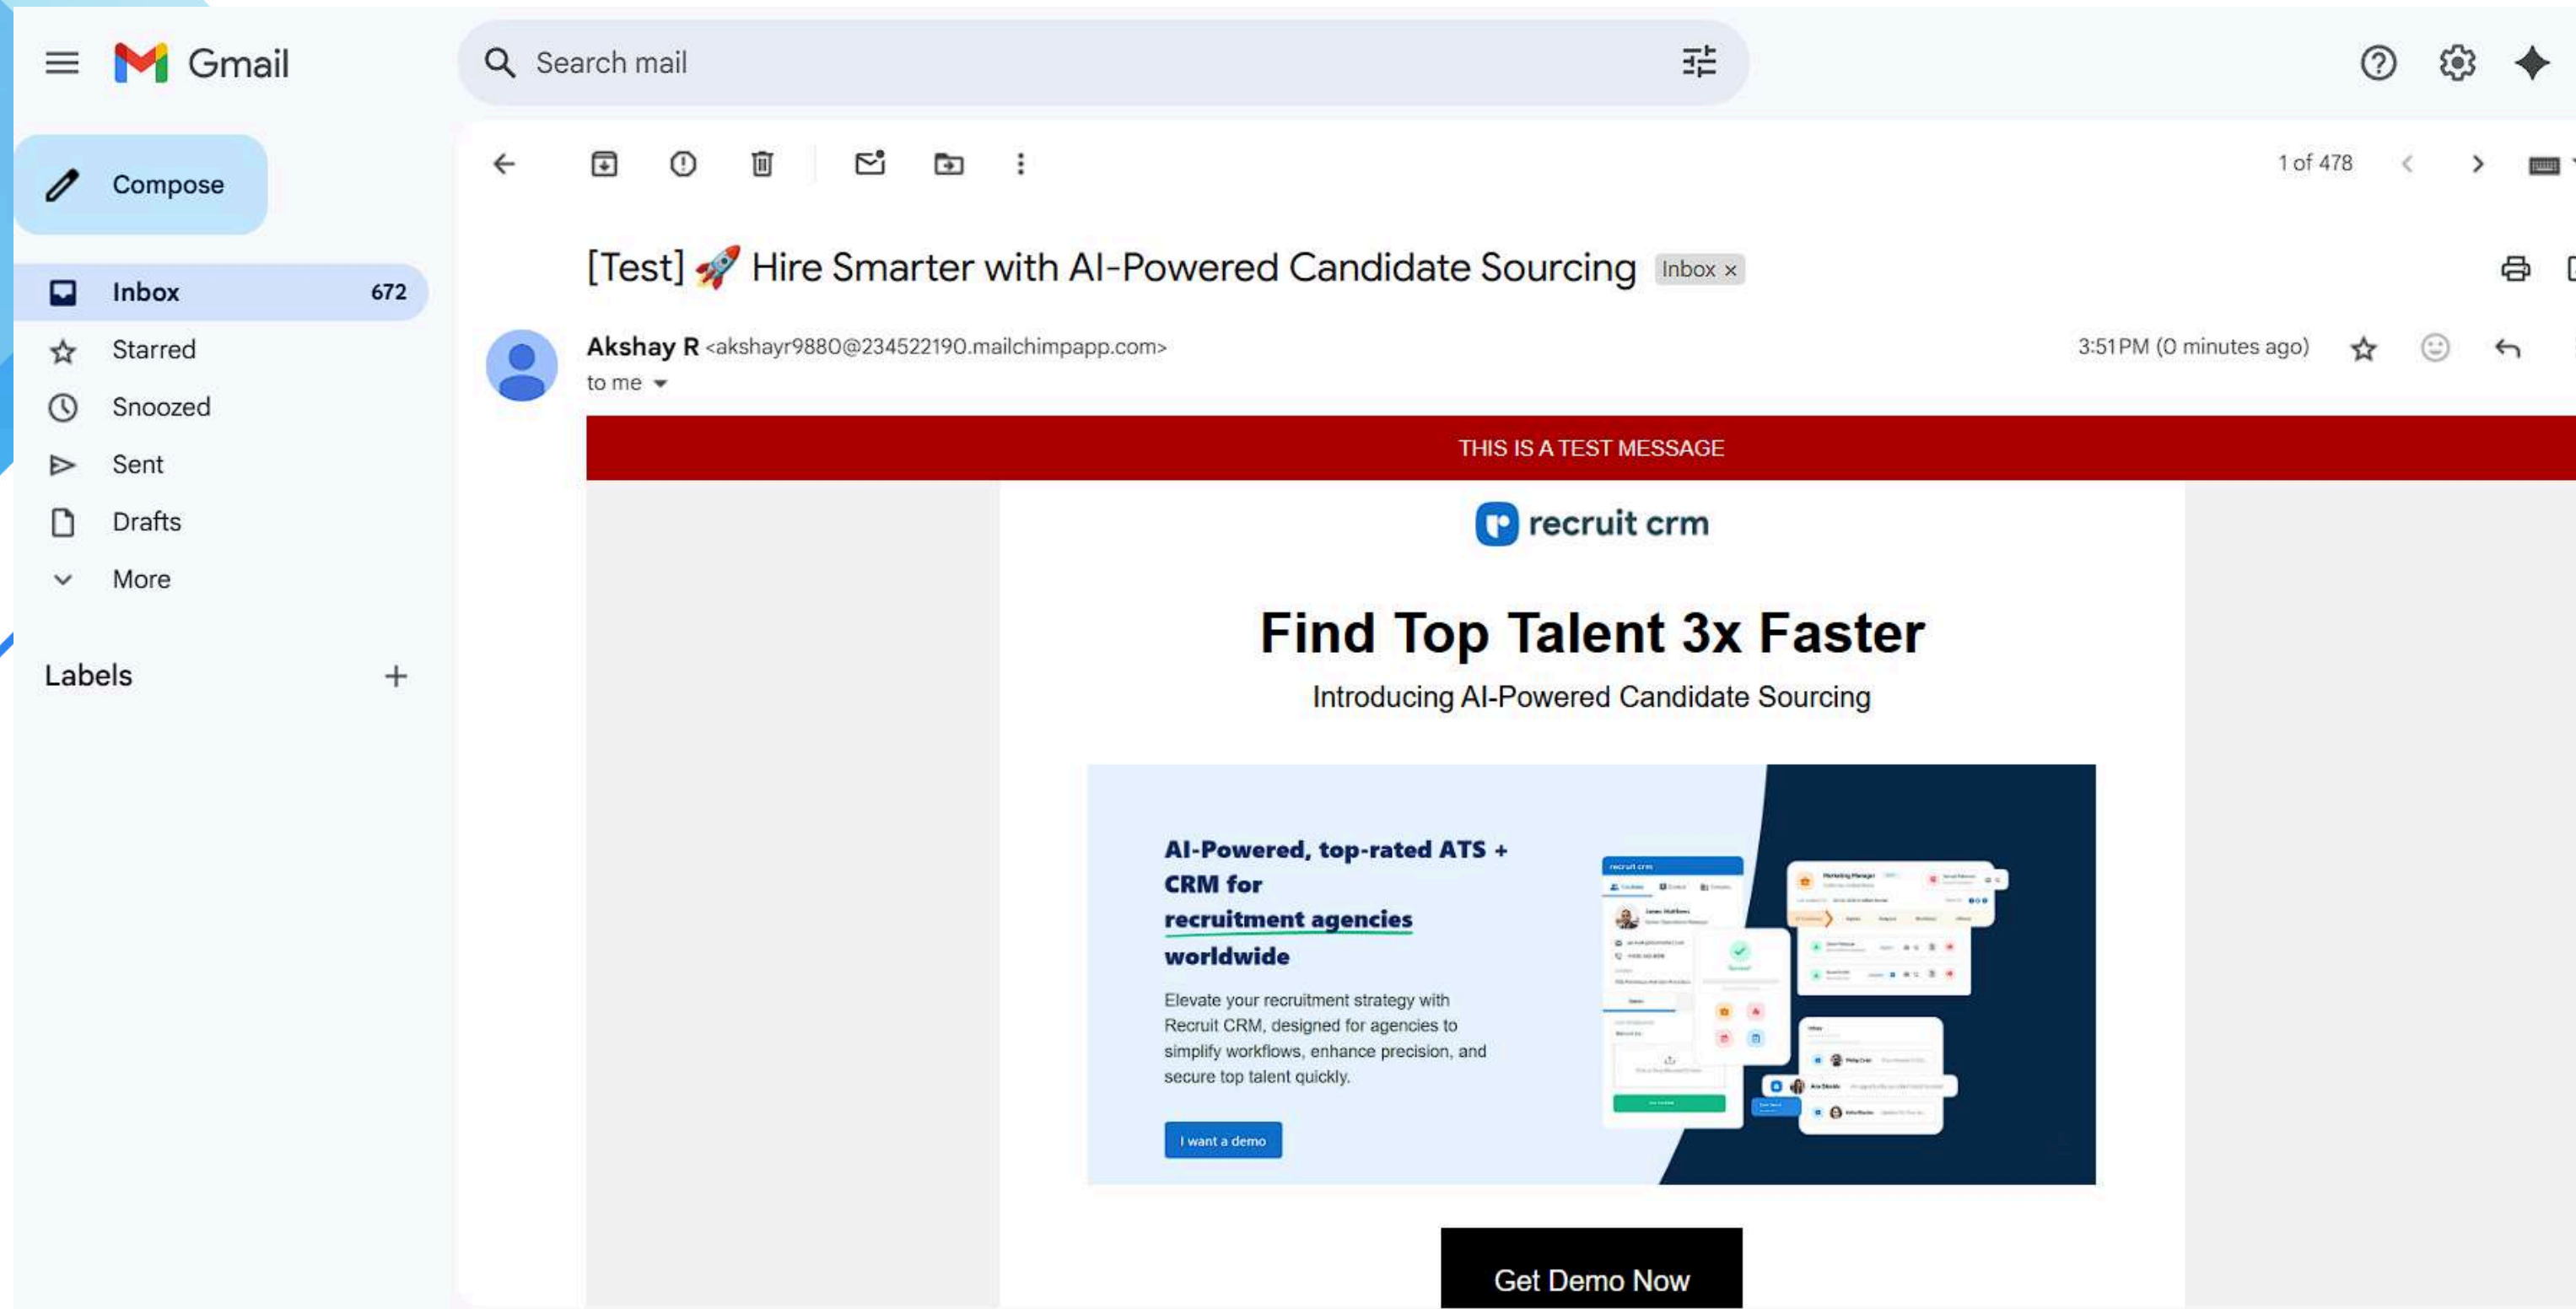 Gmail
Search mail
Compose
1 of 478
[Test] 🚀 Hire Smarter with AI-Powered Candidate Sourcing Inbox ×
Inbox 672
Starred
Snoozed
Sent
Drafts
More
Labels
Akshay R <akshayr9880@234522190.mailchimpapp.com>
3:51 PM (0 minutes ago)
to me
THIS IS A TEST MESSAGE
recruit crm
Find Top Talent 3x Faster
Introducing AI-Powered Candidate Sourcing
AI-Powered, top-rated ATS +
CRM for
recruitment agencies
worldwide
Elevate your recruitment strategy with
Recruit CRM, designed for agencies to
simplify workflows, enhance precision, and
secure top talent quickly.
I want a demo
recruit crm
Marketing Manager
Get Demo Now